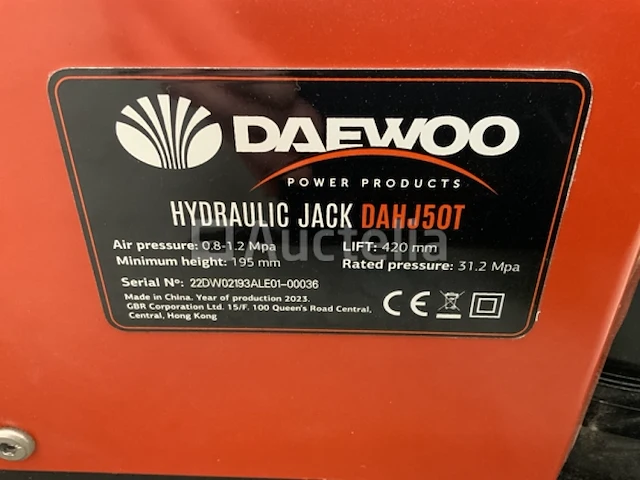 DAEWOO
POWER PRODUCTS
HYDRAULIC JACK DAHJ50T
Air pressure: 0.8-1.2 Mpa LIFT: 420 mm
Minimum height: 195 mm Rated pressure: 31.2 Mpa
Serial №: 22DW02193ALE01-00036
Made in China. Year of production 2023.
GBR Corporation Ltd. 15/F. 100 Queen's Road Central,
Central, Hong Kong
CE
Auctelia